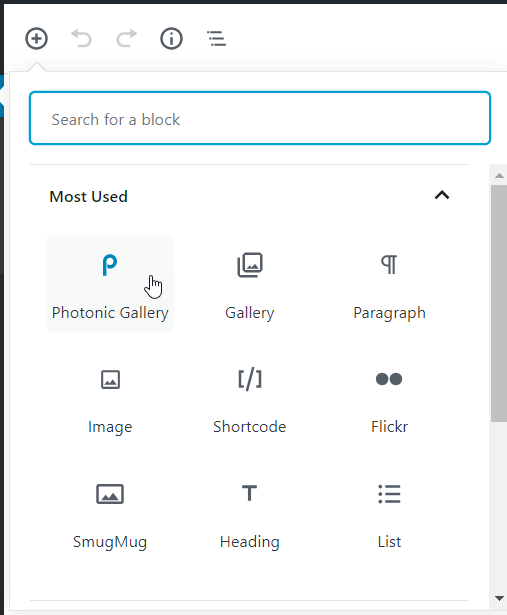 Search for a block
Most Used
Photonic Gallery
Gallery
Paragraph
Image
Shortcode
Flickr
SmugMug
Heading
List